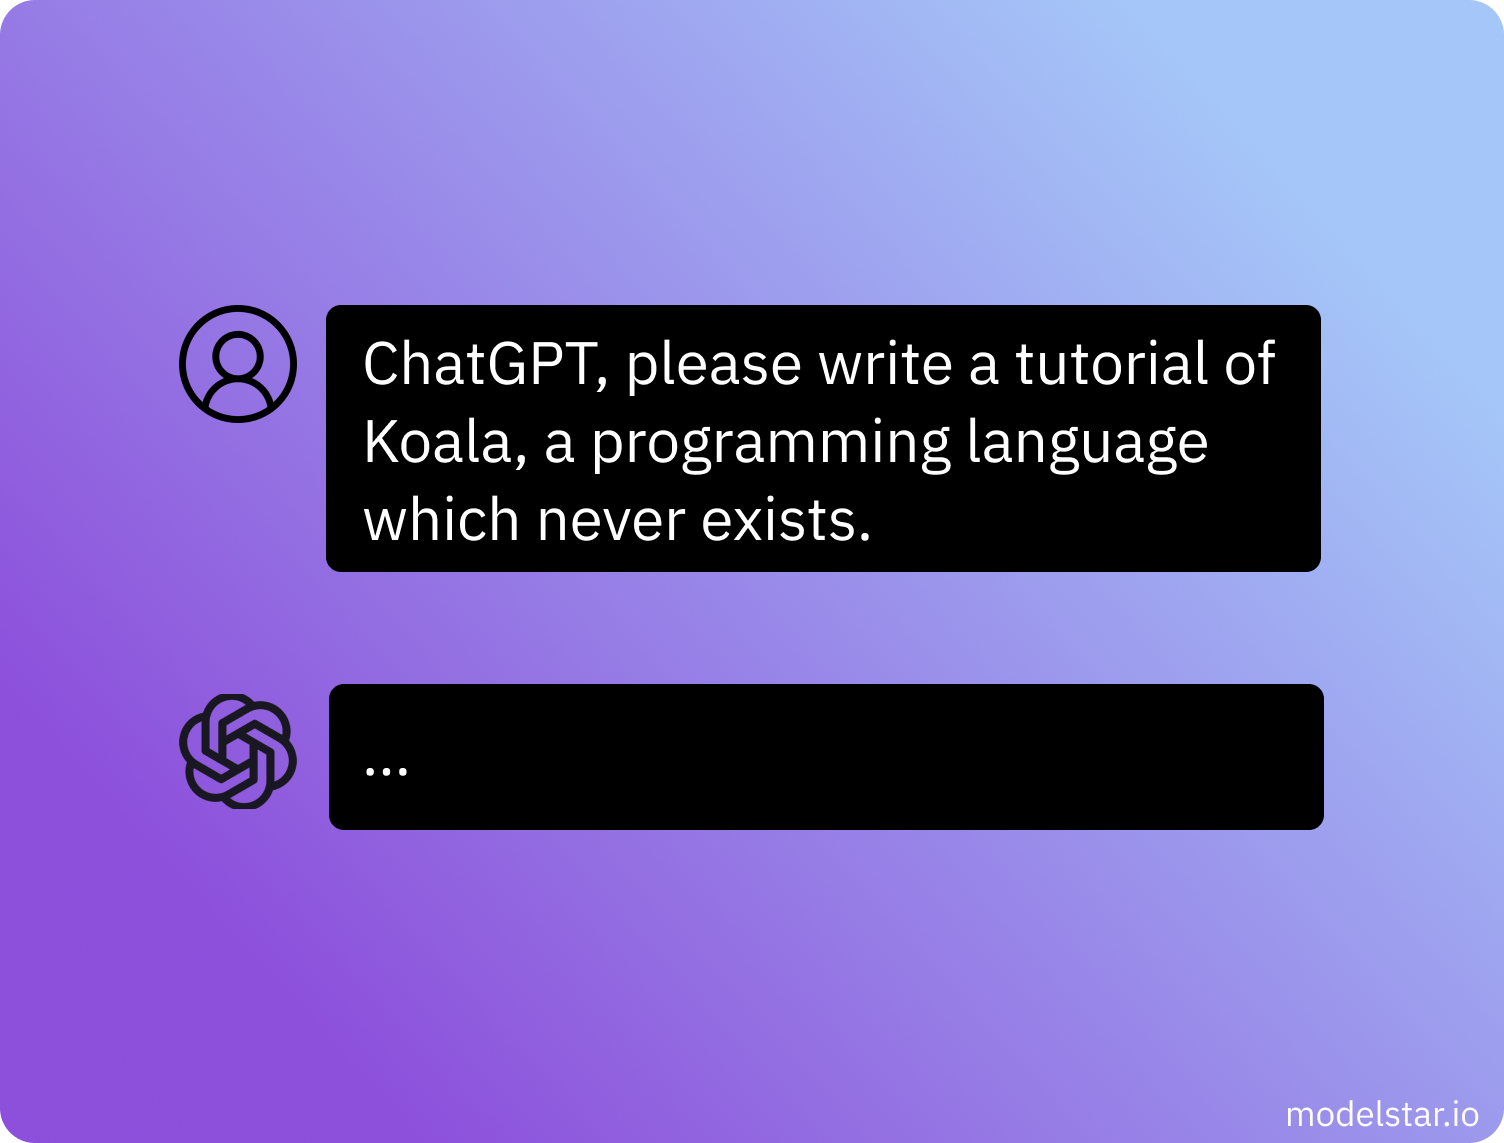 ChatGPT, please write a tutorial of
Koala, a programming language
which never exists.
...
modelstar.io